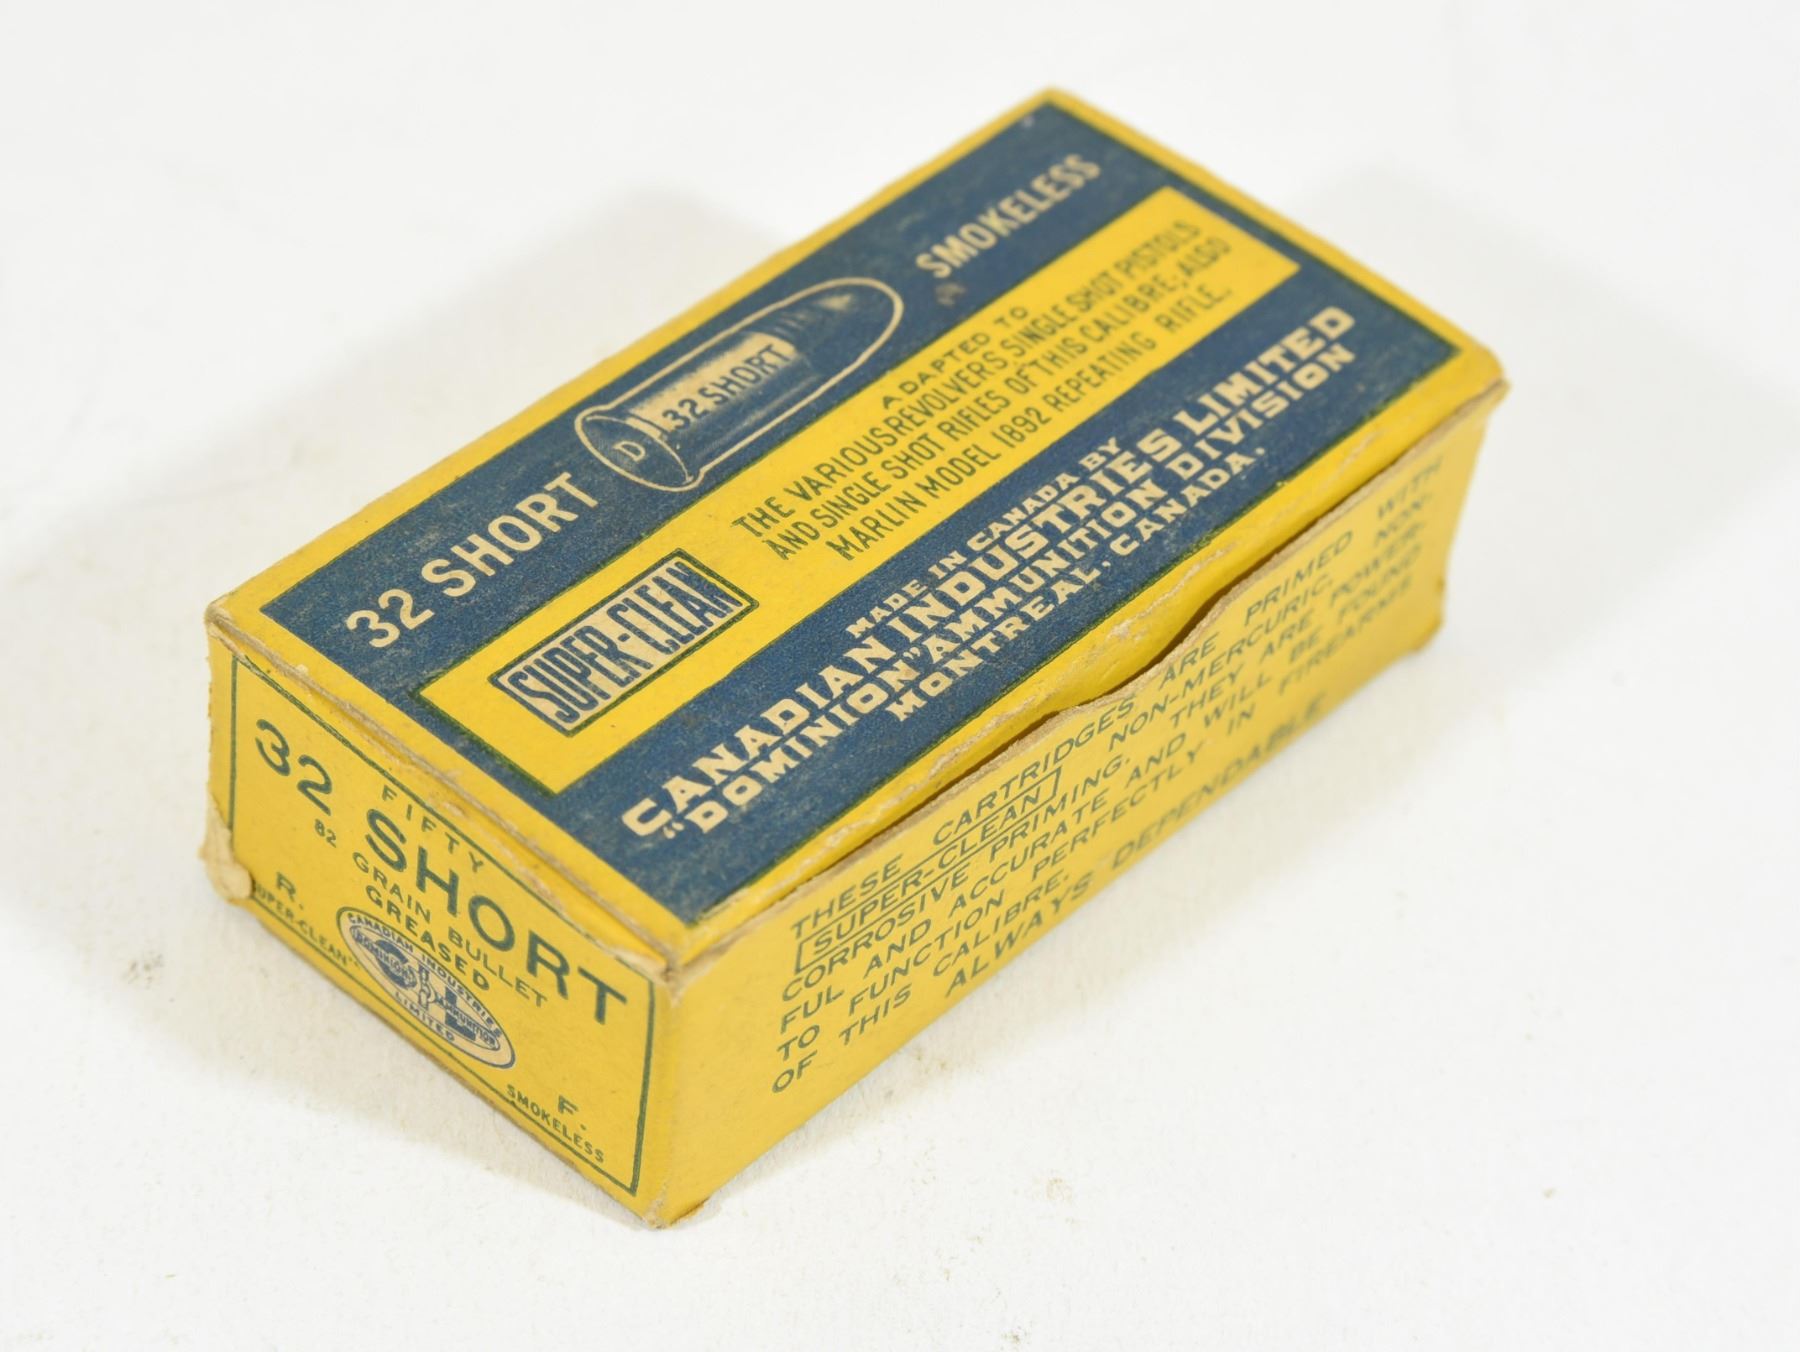 32 SHORT
D
32 SHORT
SMOKELESS
SUPER-CLEAN
ADAPTED TO
THE VARIOUS REVOLVERS SINGLE SHOT PISTOLS
AND SINGLE SHOT RIFLES OF THIS CALIBRE; ALSO
MARLIN MODEL 1892 REPEATING RIFLE.
MADE IN CANADA BY
CANADIAN INDUSTRIES LIMITED
"DOMINION" AMMUNITION DIVISION
MONTREAL. CANADA.
FIFTY
32 SHORT
82 GRAIN BULLET
GREASED
R. F.
CANADIAN INDUSTRIES
DOMINION
CIL
AMMUNITION
LIMITED
SUPER-CLEAN"
SMOKELESS
THESE CARTRIDGES ARE PRIMED WITH
SUPER-CLEAN NON-MERCURIC, NON-
CORROSIVE PRIMING. THEY ARE POWER-
FUL AND ACCURATE AND WILL BE FOUND
TO FUNCTION PERFECTLY IN FIREARMS
OF THIS CALIBRE.
ALWAYS DEPENDABLE